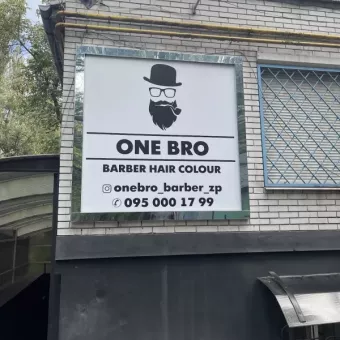 ONE BRO
BARBER HAIR COLOUR
onebro_barber_zp
095 000 17 99